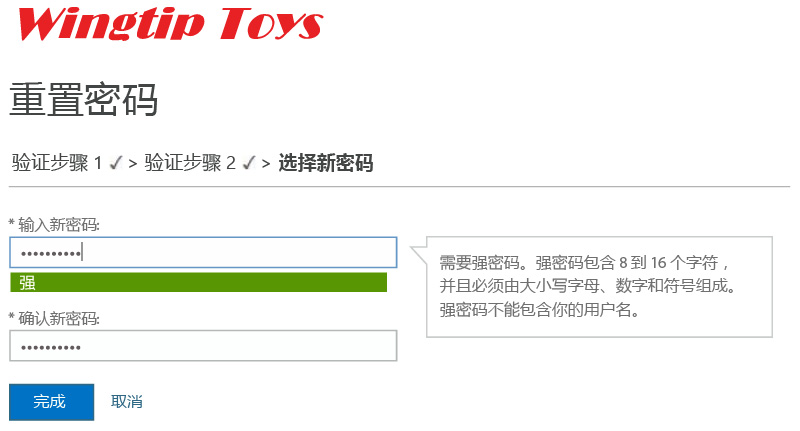 Wingtip Toys
重置密码
验证步骤 1 ✓ > 验证步骤 2 ✓ > 选择新密码
* 输入新密码:
••••••••••
强
需要强密码。强密码包含 8 到 16 个字符，
并且必须由大小写字母、数字和符号组成。
强密码不能包含你的用户名。
* 确认新密码:
••••••••••
完成 取消